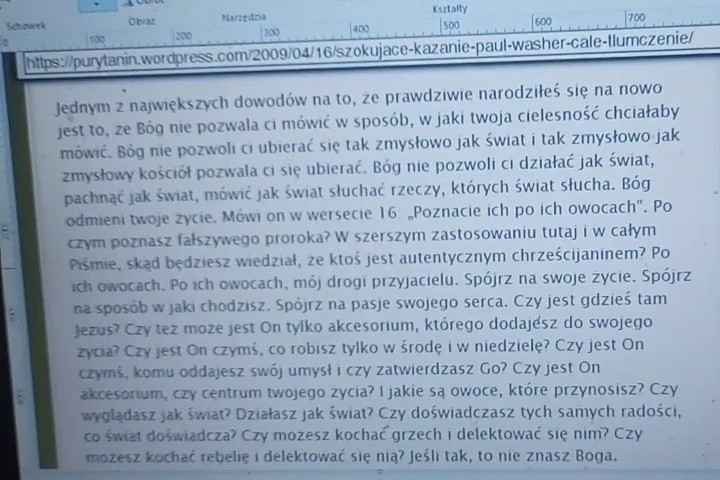 Schowek Obraz Narzędzia Kształty
100 200 300 400 500 600 700
https://purytanin.wordpress.com/2009/04/16/szokujace-kazanie-paul-washer-cale-tlumczenie/
Jednym z największych dowodów na to, że prawdziwie narodziłeś się na nowo
jest to, że Bóg nie pozwala ci mówić w sposób, w jaki twoja cielesność chciałaby
mówić. Bóg nie pozwoli ci ubierać się tak zmysłowo jak świat i tak zmysłowo jak
zmysłowy kościół pozwala ci się ubierać. Bóg nie pozwoli ci działać jak świat,
pachnąć jak świat, mówić jak świat słuchać rzeczy, których świat słucha. Bóg
odmieni twoje życie. Mówi on w wersecie 16 „Poznacie ich po ich owocach". Po
czym poznasz fałszywego proroka? W szerszym zastosowaniu tutaj i w całym
Piśmie, skąd będziesz wiedział, że ktoś jest autentycznym chrześcijaninem? Po
ich owocach. Po ich owocach, mój drogi przyjacielu. Spójrz na swoje życie. Spójrz
na sposób w jaki chodzisz. Spójrz na pasje swojego serca. Czy jest gdzieś tam
Jezus? Czy też może jest On tylko akcesorium, którego dodajesz do swojego
życia? Czy jest On czymś, co robisz tylko w środę i w niedzielę? Czy jest On
czymś, komu oddajesz swój umysł i czy zatwierdzasz Go? Czy jest On
akcesorium, czy centrum twojego życia? I jakie są owoce, które przynosisz? Czy
wyglądasz jak świat? Działasz jak świat? Czy doświadczasz tych samych radości,
co świat doświadcza? Czy możesz kochać grzech i delektować się nim? Czy
możesz kochać rebelię i delektować się nią? Jeśli tak, to nie znasz Boga.